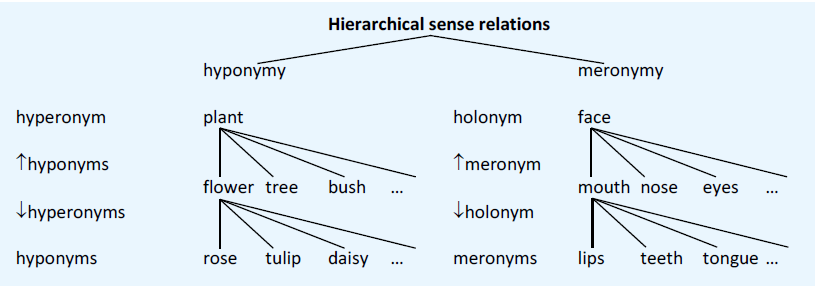 Hierarchical sense relations
hyponymy meronymy
hyperonym plant holonym face
↑hyponyms ↑meronym
flower tree bush ... mouth nose eyes ...
↓hyperonyms ↓holonym
hyponyms rose tulip daisy ... meronyms lips teeth tongue ...